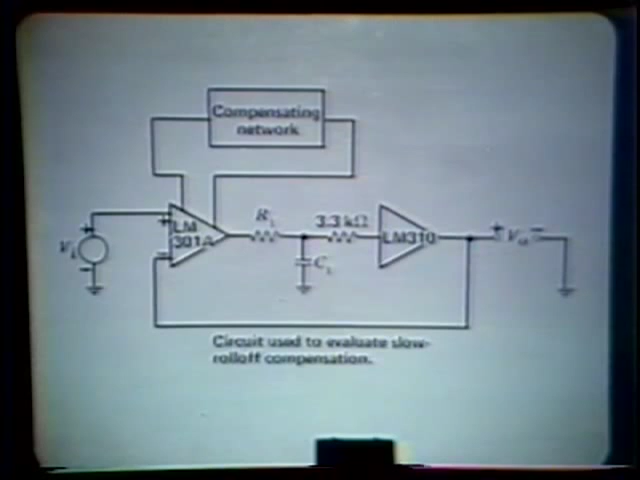 Compensating
network
LM
301A
R₁
3.3 kΩ
LM310
C₁
+ Vo −
+
Vi
−
Circuit used to evaluate slow-
rolloff compensation.